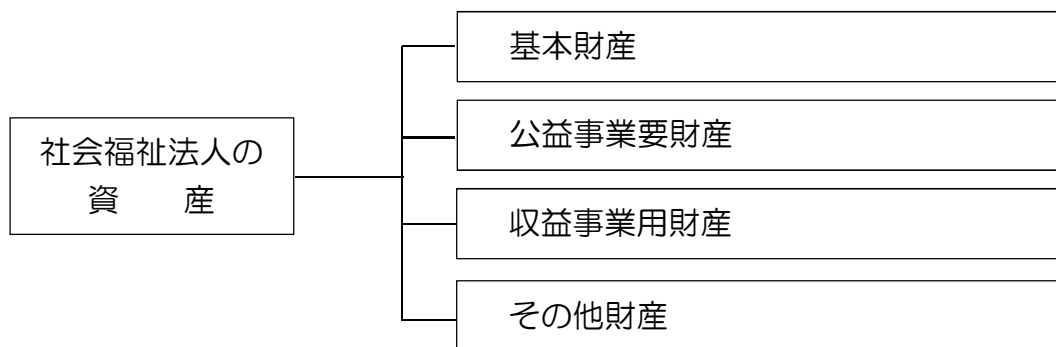 社会福祉法人の
資　　産
基本財産
公益事業要財産
収益事業用財産
その他財産